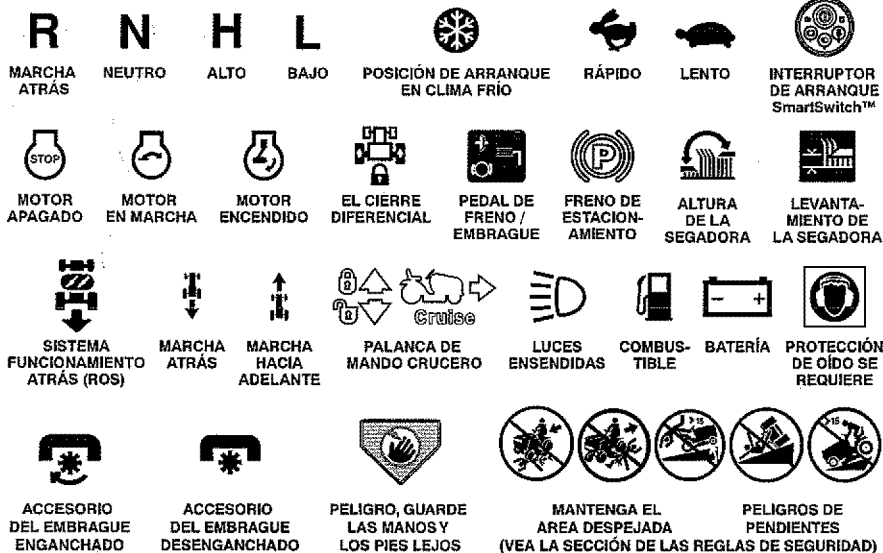 R N H L
MARCHA
ATRÁS
NEUTRO
ALTO
BAJO
POSICIÓN DE ARRANQUE
EN CLIMA FRÍO
RÁPIDO
LENTO
INTERRUPTOR
DE ARRANQUE
SmartSwitch™
STOP
P
MOTOR
APAGADO
MOTOR
EN MARCHA
MOTOR
ENCENDIDO
EL CIERRE
DIFERENCIAL
PEDAL DE
FRENO /
EMBRAGUE
FRENO DE
ESTACION-
AMIENTO
ALTURA
DE LA
SEGADORA
LEVANTA-
MIENTO DE
LA SEGADORA
Cruise
- +
SISTEMA
FUNCIONAMIENTO
ATRÁS (ROS)
MARCHA
ATRÁS
MARCHA
HACIA
ADELANTE
PALANCA DE
MANDO CRUCERO
LUCES
ENSENDIDAS
COMBUS-
TIBLE
BATERÍA
PROTECCIÓN
DE OÍDO SE
REQUIERE
15
15
ACCESORIO
DEL EMBRAGUE
ENGANCHADO
ACCESORIO
DEL EMBRAGUE
DESENGANCHADO
PELIGRO, GUARDE
LAS MANOS Y
LOS PIES LEJOS
MANTENGA EL
AREA DESPEJADA
PELIGROS DE
PENDIENTES
(VEA LA SECCIÓN DE LAS REGLAS DE SEGURIDAD)